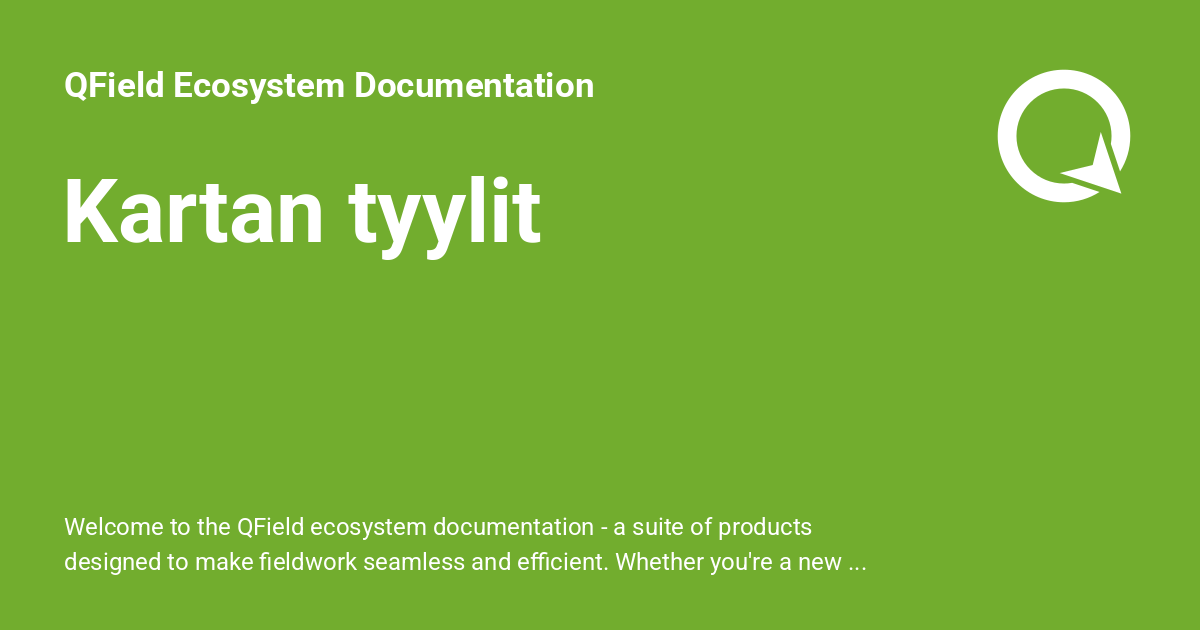 QField Ecosystem Documentation
Kartan tyylit
Welcome to the QField ecosystem documentation - a suite of products
designed to make fieldwork seamless and efficient. Whether you're a new ...